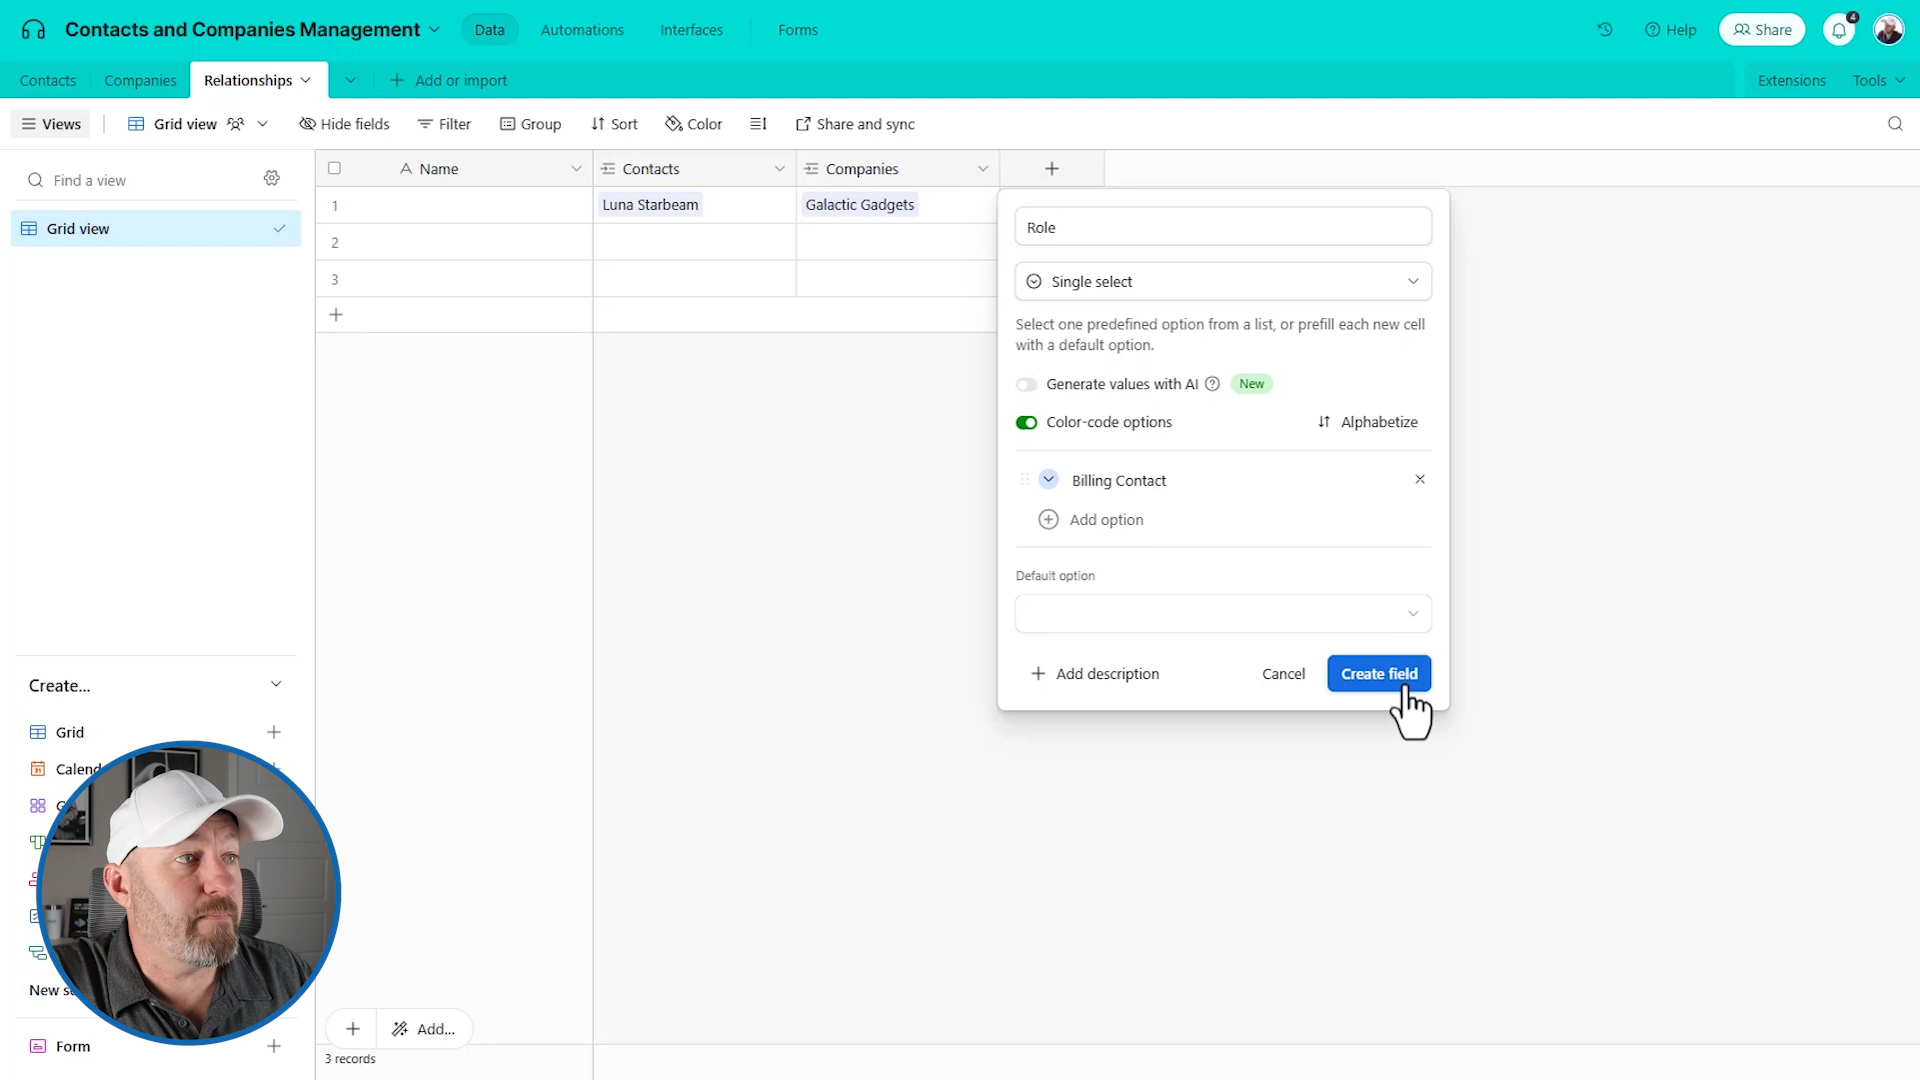 Contacts and Companies Management
Data
Automations
Interfaces
Forms
Help
Share
4
Contacts
Companies
Relationships
Add or import
Extensions
Tools
Views
Grid view
Hide fields
Filter
Group
Sort
Color
Share and sync
Find a view
Grid view
Name
Contacts
Companies
1
Luna Starbeam
Galactic Gadgets
2
3
Role
Single select
Select one predefined option from a list, or prefill each new cell
with a default option.
Generate values with AI
New
Color-code options
Alphabetize
Billing Contact
Add option
Default option
Add description
Cancel
Create field
Create...
Grid
Calend
G
New s
Form
Add...
3 records